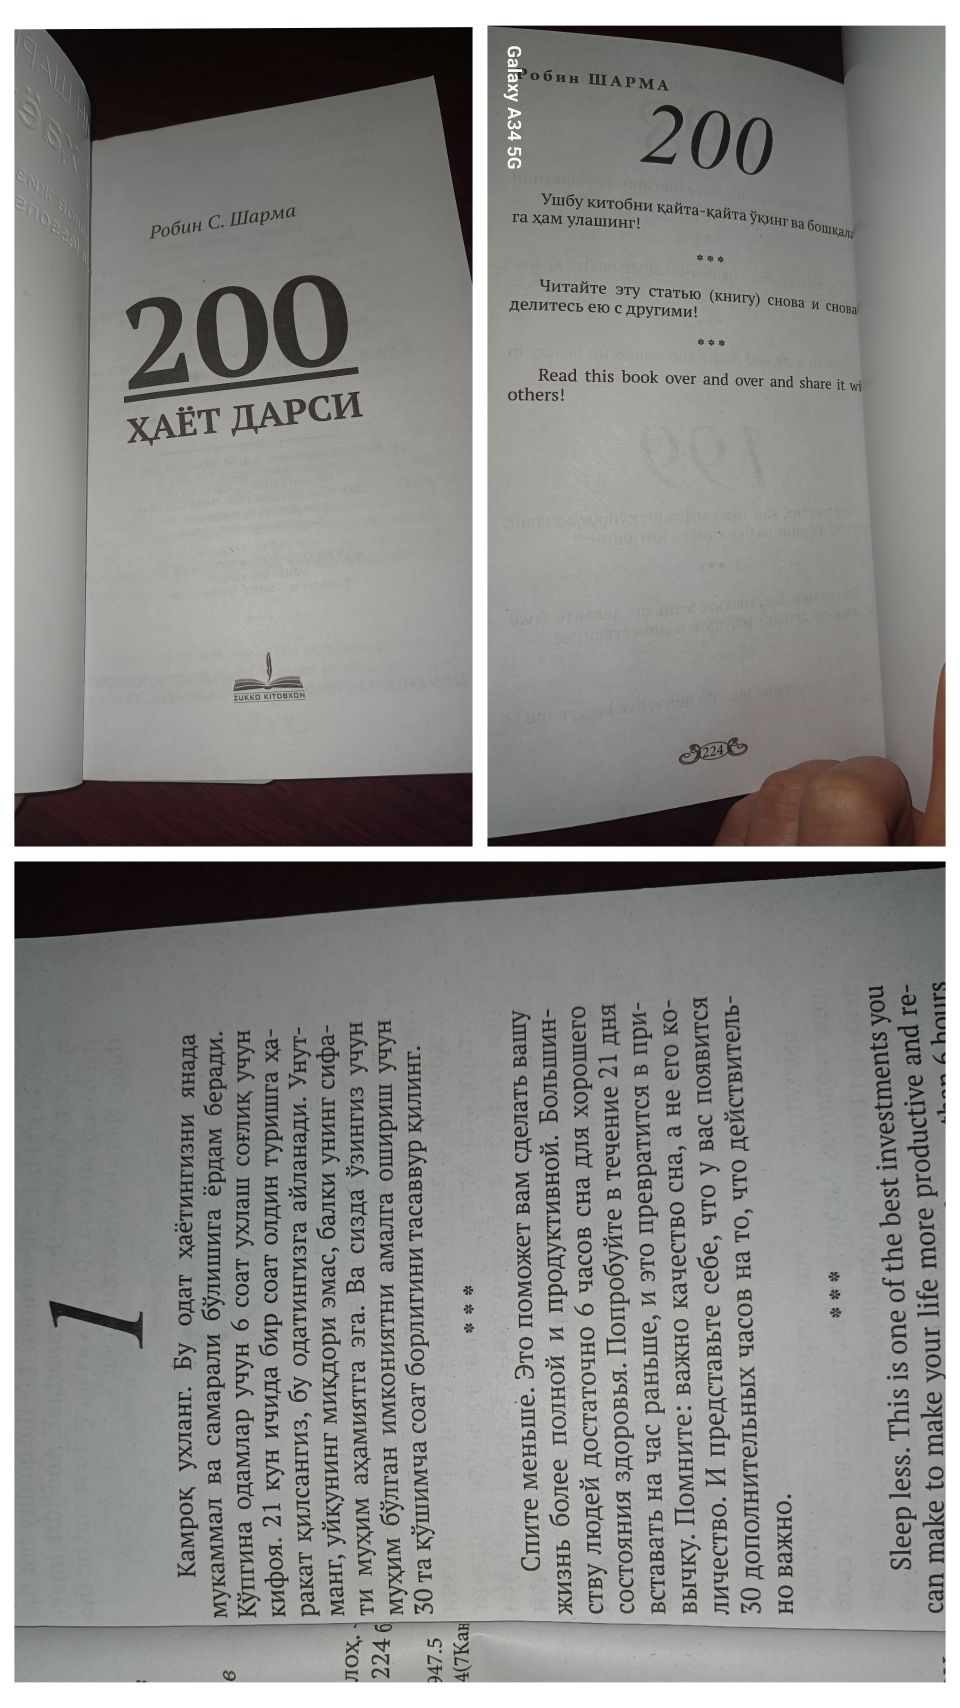 Робин С. Шарма
200
ҲАЁТ ДАРСИ
ZUKKO KITOBXON
Galaxy A34 5G
Робин ШАРМА
200
Ушбу китобни қайта-қайта ўқинг ва бошқала
га ҳам улашинг!
***
Читайте эту статью (книгу) снова и снова
делитесь ею с другими!
***
Read this book over and over and share it wi
others!
224
1
Камроқ ухланг. Бу одат ҳаётингизни янада
мукаммал ва самарали бўлишига ёрдам беради.
Кўпгина одамлар учун 6 соат ухлаш соғлиқ учун
кифоя. 21 кун ичида бир соат олдин туришга ҳа-
ракат қилсангиз, бу одатингизга айланади. Унут-
манг, уйқунинг миқдори эмас, балки унинг сифа-
ти муҳим аҳамиятга эга. Ва сизда ўзингиз учун
муҳим бўлган имкониятни амалга ошириш учун
30 та қўшимча соат борлигини тасаввур қилинг.
***
Спите меньше. Это поможет вам сделать вашу
жизнь более полной и продуктивной. Большин-
ству людей достаточно 6 часов сна для хорошего
состояния здоровья. Попробуйте в течение 21 дня
вставать на час раньше, и это превратится в при-
вычку. Помните: важно качество сна, а не его ко-
личество. И представьте себе, что у вас появится
30 дополнительных часов на то, что действитель-
но важно.
***
Sleep less. This is one of the best investments you
can make to make your life more productive and re-
than 6 hours
в
лоҳ.
224 б
947.5
4(7Кан